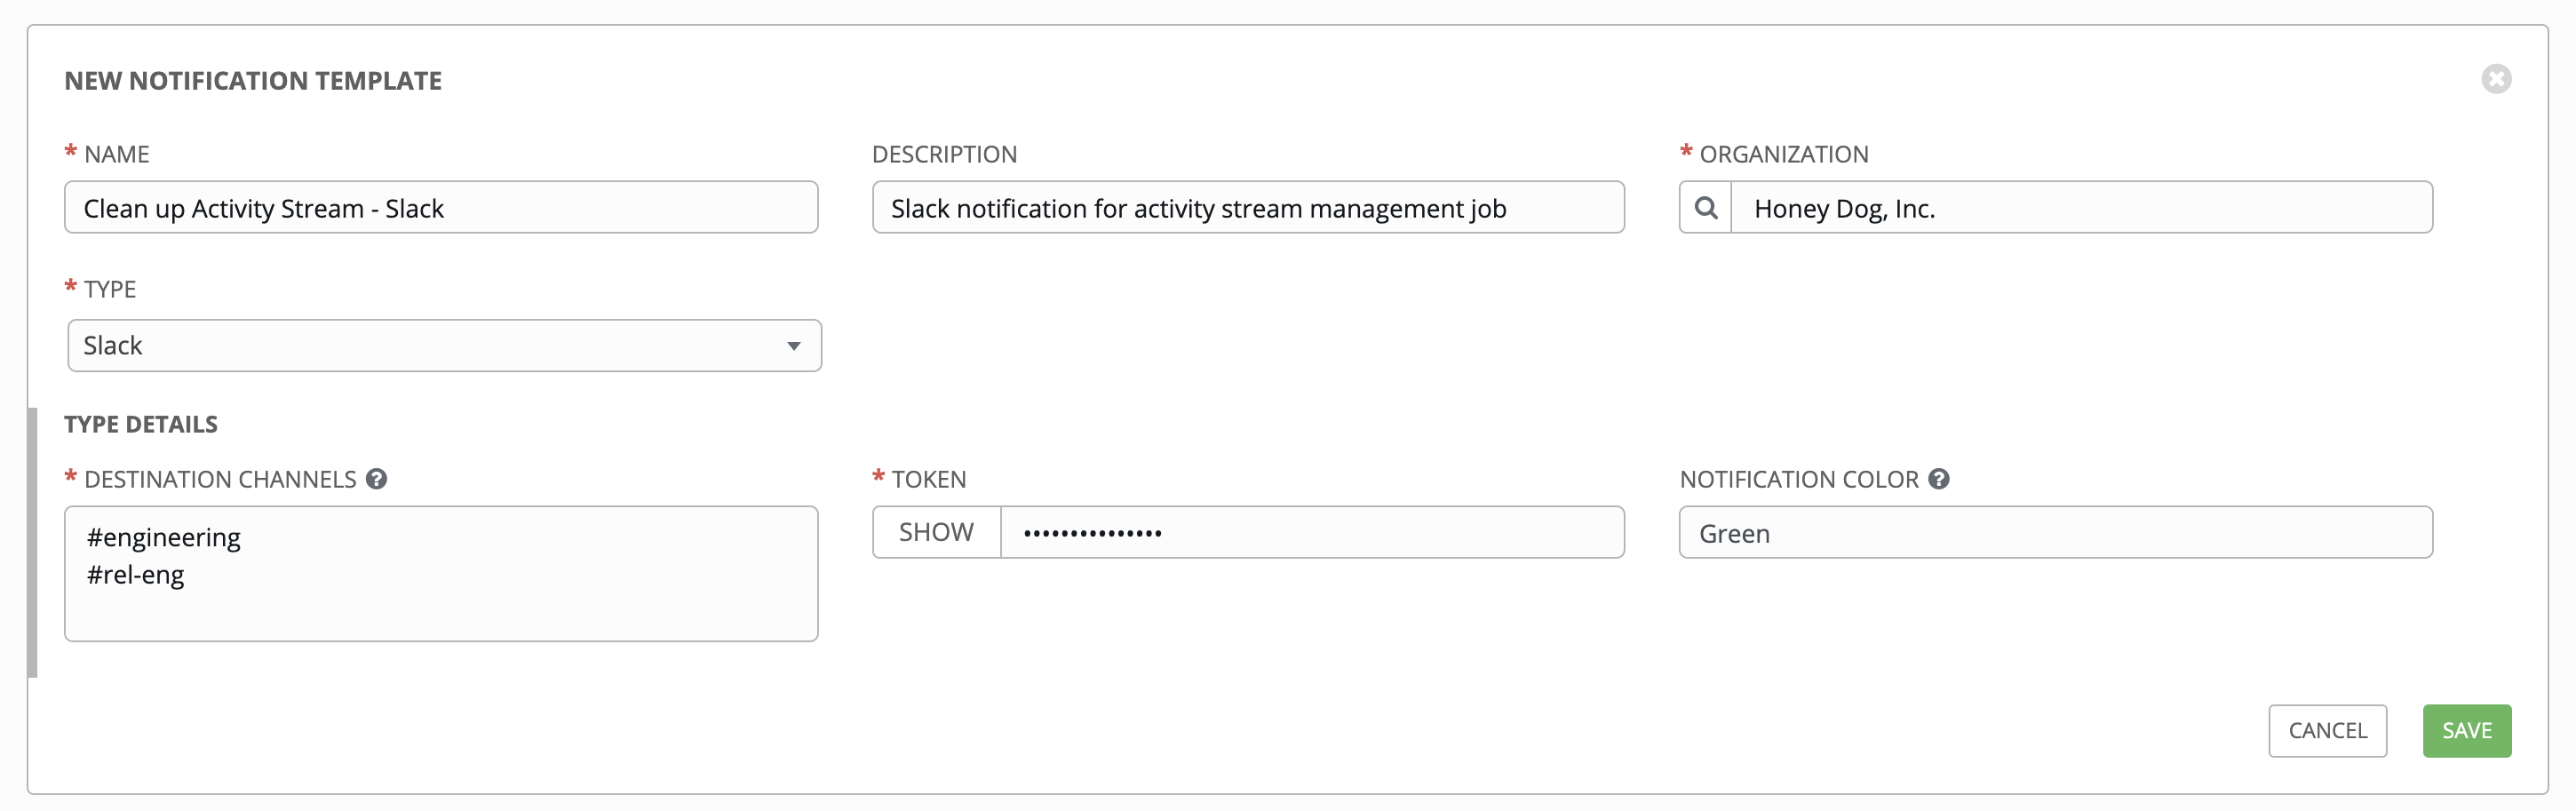 NEW NOTIFICATION TEMPLATE
* NAME
Clean up Activity Stream - Slack
DESCRIPTION
Slack notification for activity stream management job
* ORGANIZATION
Honey Dog, Inc.
* TYPE
Slack
TYPE DETAILS
* DESTINATION CHANNELS ?
#engineering
#rel-eng
* TOKEN
SHOW •••••••••••••••
NOTIFICATION COLOR ?
Green
CANCEL
SAVE